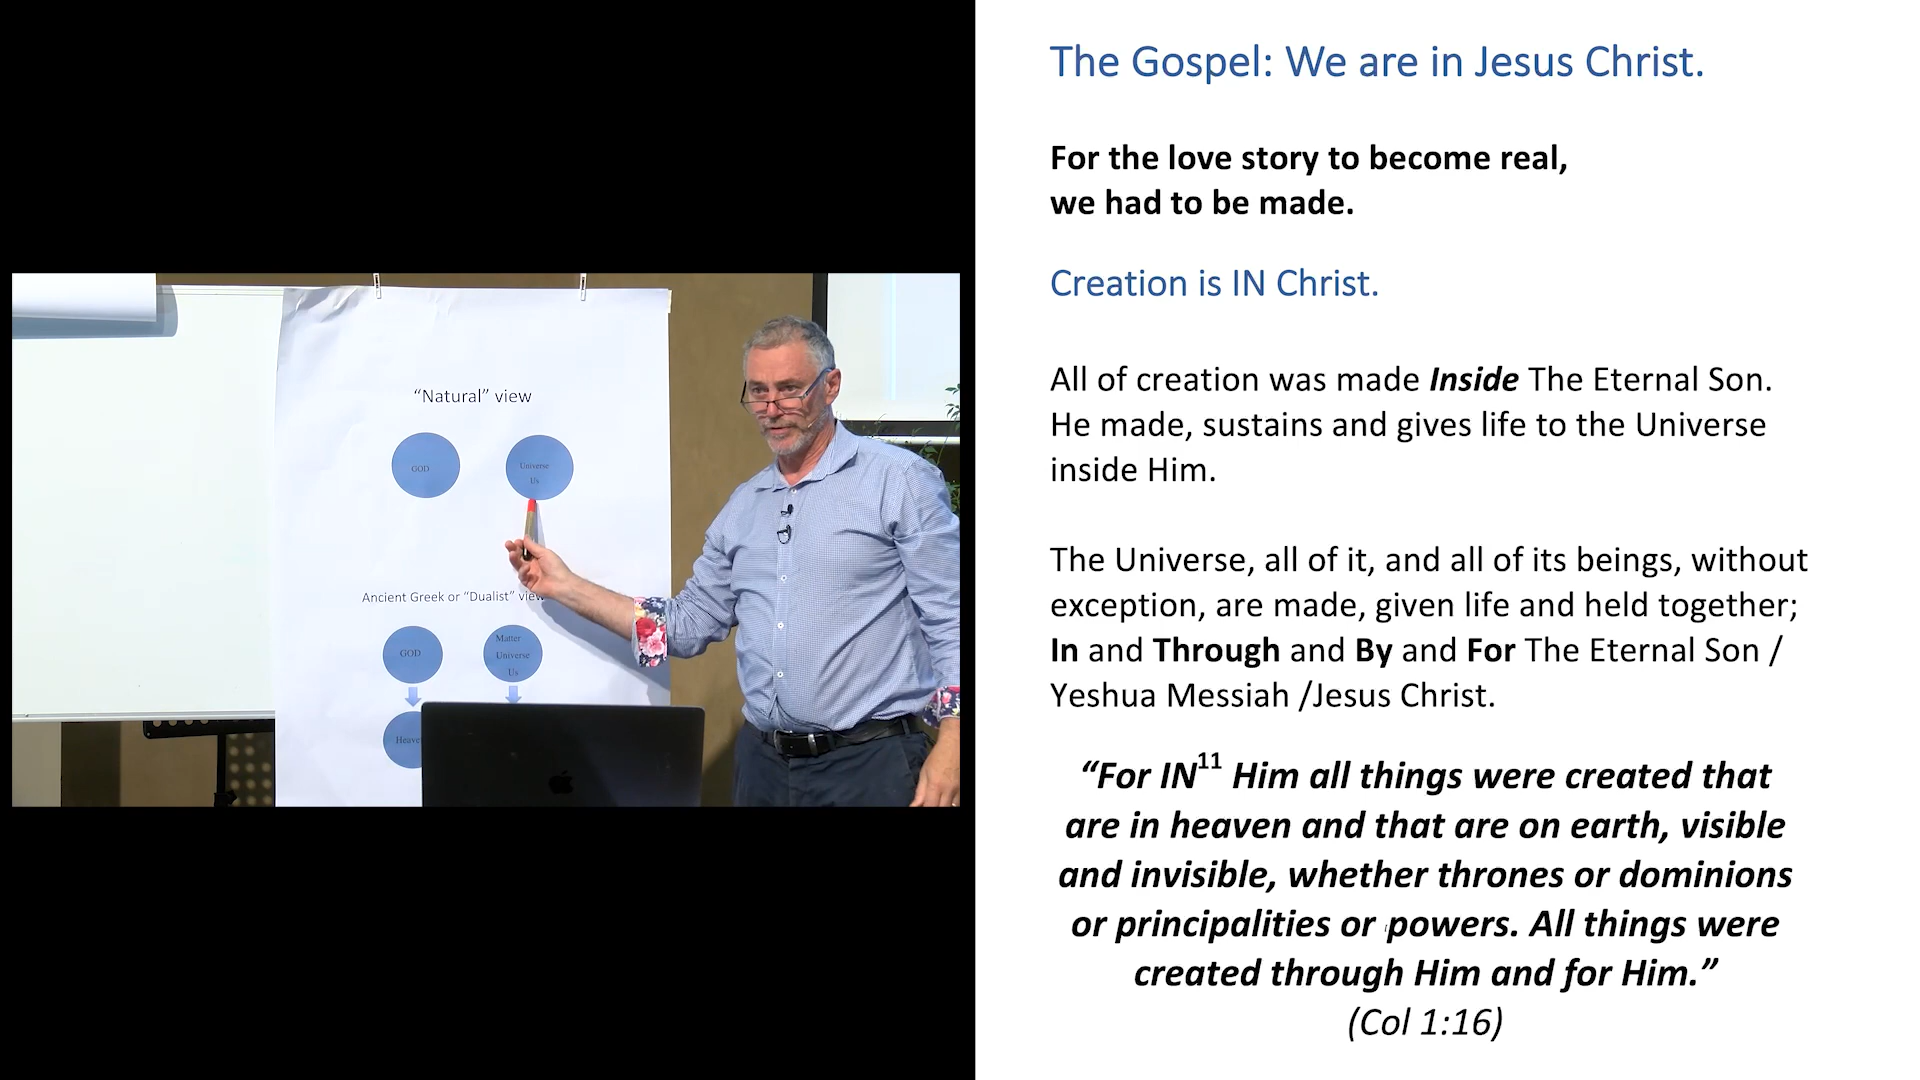 “Natural” view
GOD
Universe
Us
Ancient Greek or “Dualist” view
GOD
Matter
Universe
Us
The Gospel: We are in Jesus Christ.
For the love story to become real,
we had to be made.
Creation is IN Christ.
All of creation was made Inside The Eternal Son.
He made, sustains and gives life to the Universe
inside Him.
The Universe, all of it, and all of its beings, without
exception, are made, given life and held together;
In and Through and By and For The Eternal Son /
Yeshua Messiah /Jesus Christ.
“For IN¹¹ Him all things were created that
are in heaven and that are on earth, visible
and invisible, whether thrones or dominions
or principalities or powers. All things were
created through Him and for Him.”
(Col 1:16)